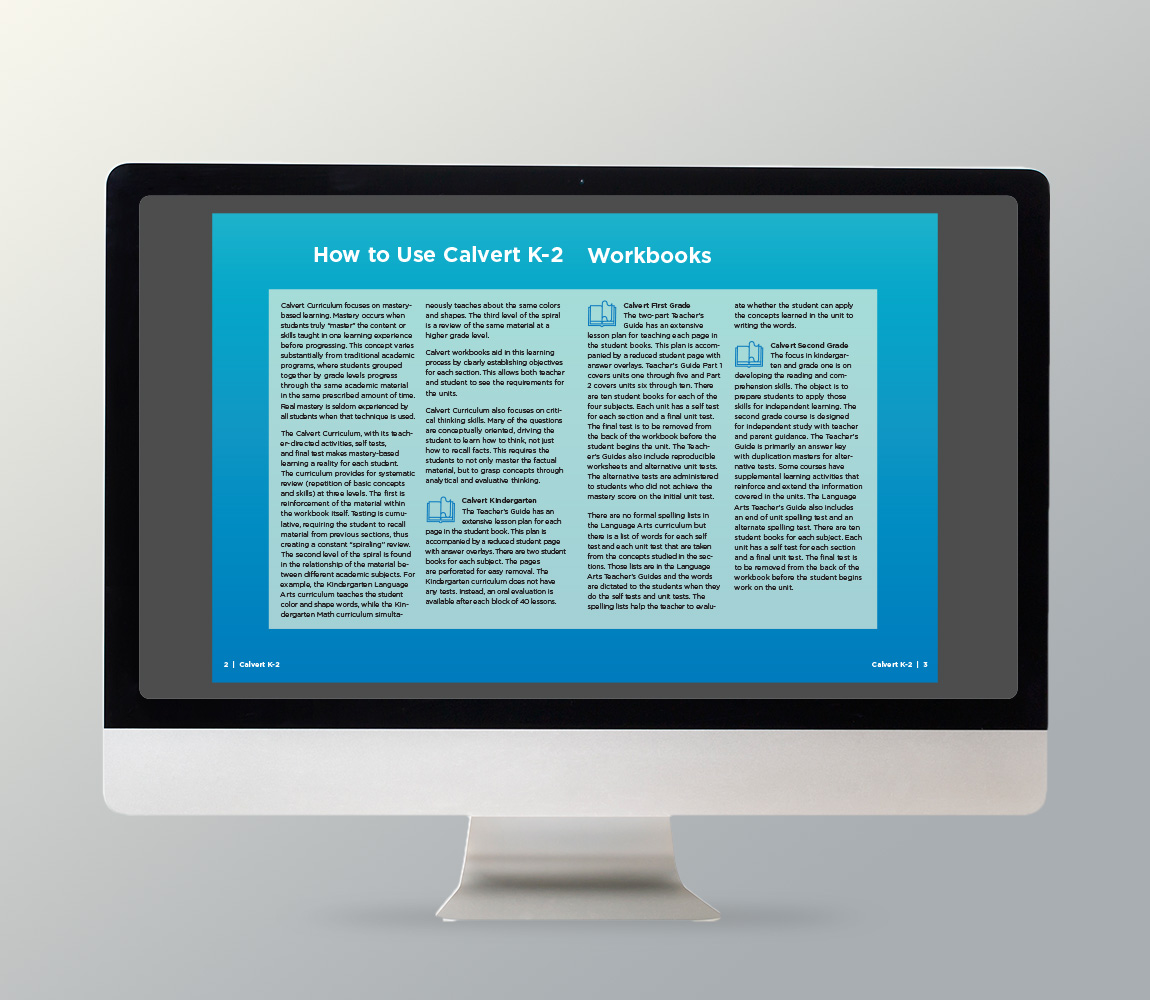 How to Use Calvert K-2 Workbooks
Calvert Curriculum focuses on mastery-
based learning. Mastery occurs when
students truly "master" the content or
skills taught in one learning experience
before progressing. This concept varies
substantially from traditional academic
programs, where students grouped
together by grade levels progress
through the same academic material
in the same prescribed amount of time.
Real mastery is seldom experienced by
all students when that technique is used.
The Calvert Curriculum, with its teach-
er-directed activities, self tests,
and final test makes mastery-based
learning a reality for each student.
The curriculum provides for systematic
review (repetition of basic concepts
and skills) at three levels. The first is
reinforcement of the material within
the workbook itself. Testing is cumu-
lative, requiring the student to recall
material from previous sections, thus
creating a constant "spiraling" review.
The second level of the spiral is found
in the relationship of the material be-
tween different academic subjects. For
example, the Kindergarten Language
Arts curriculum teaches the student
color and shape words, while the Kin-
dergarten Math curriculum simulta-
neously teaches about the same colors
and shapes. The third level of the spiral
is a review of the same material at a
higher grade level.
Calvert workbooks aid in this learning
process by clearly establishing objectives
for each section. This allows both teacher
and student to see the requirements for
the units.
Calvert Curriculum also focuses on criti-
cal thinking skills. Many of the questions
are conceptually oriented, driving the
student to learn how to think, not just
how to recall facts. This requires the
students to not only master the factual
material, but to grasp concepts through
analytical and evaluative thinking.
Calvert Kindergarten
The Teacher's Guide has an
extensive lesson plan for each
page in the student book. This plan is
accompanied by a reduced student page
with answer overlays. There are two student
books for each subject. The pages
are perforated for easy removal. The
Kindergarten curriculum does not have
any tests. Instead, an oral evaluation is
available after each block of 40 lessons.
Calvert First Grade
The two-part Teacher's
Guide has an extensive
lesson plan for teaching each page in
the student books. This plan is accom-
panied by a reduced student page with
answer overlays. Teacher's Guide Part 1
covers units one through five and Part
2 covers units six through ten. There
are ten student books for each of the
four subjects. Each unit has a self test
for each section and a final unit test.
The final test is to be removed from
the back of the workbook before the
student begins the unit. The Teach-
er's Guides also include reproducible
worksheets and alternative unit tests.
The alternative tests are administered
to students who did not achieve the
mastery score on the initial unit test.
There are no formal spelling lists in
the Language Arts curriculum but
there is a list of words for each self
test and each unit test that are taken
from the concepts studied in the sec-
tions. Those lists are in the Language
Arts Teacher's Guides and the words
are dictated to the students when they
do the self tests and unit tests. The
spelling lists help the teacher to evalu-
ate whether the student can apply
the concepts learned in the unit to
writing the words.
Calvert Second Grade
The focus in kindergar-
ten and grade one is on
developing the reading and com-
prehension skills. The object is to
prepare students to apply those
skills for independent learning. The
second grade course is designed
for independent study with teacher
and parent guidance. The Teacher's
Guide is primarily an answer key
with duplication masters for alter-
native tests. Some courses have
supplemental learning activities that
reinforce and extend the information
covered in the units. The Language
Arts Teacher's Guide also includes
an end of unit spelling test and an
alternate spelling test. There are ten
student books for each subject. Each
unit has a self test for each section
and a final unit test. The final test is
to be removed from the back of the
workbook before the student begins
work on the unit.
2 | Calvert K-2
Calvert K-2 | 3